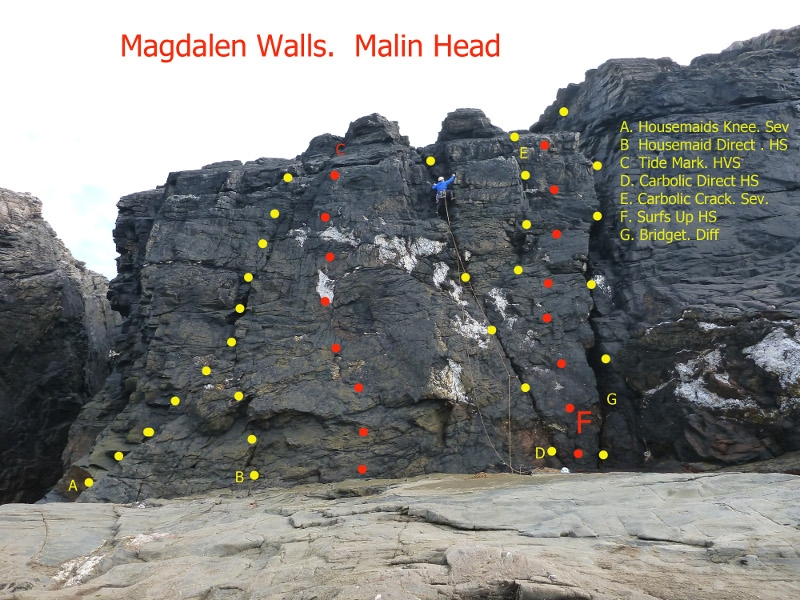 Magdalen Walls. Malin Head
A. Housemaids Knee. Sev
B Housemaid Direct . HS
C Tide Mark. HVS
D. Carbolic Direct HS
E. Carbolic Crack. Sev.
F. Surfs Up HS
G. Bridget. Diff
C
E
G
F
D
B
A